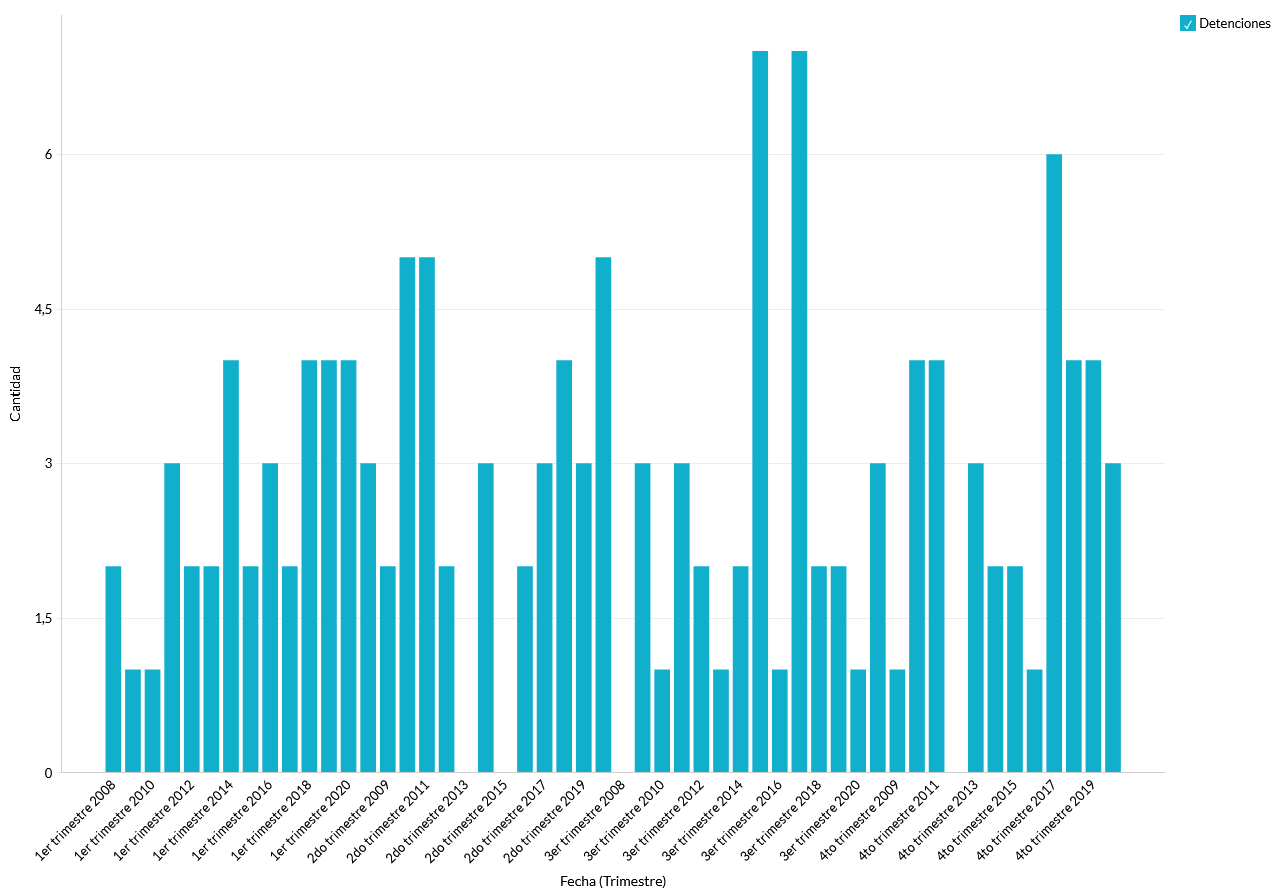 Detenciones
Cantidad
6
4,5
3
1,5
0
1er trimestre 2008
1er trimestre 2010
1er trimestre 2012
1er trimestre 2014
1er trimestre 2016
1er trimestre 2018
1er trimestre 2020
2do trimestre 2009
2do trimestre 2011
2do trimestre 2013
2do trimestre 2015
2do trimestre 2017
2do trimestre 2019
3er trimestre 2008
3er trimestre 2010
3er trimestre 2012
3er trimestre 2014
3er trimestre 2016
3er trimestre 2018
3er trimestre 2020
4to trimestre 2009
4to trimestre 2011
4to trimestre 2013
4to trimestre 2015
4to trimestre 2017
4to trimestre 2019
Fecha (Trimestre)